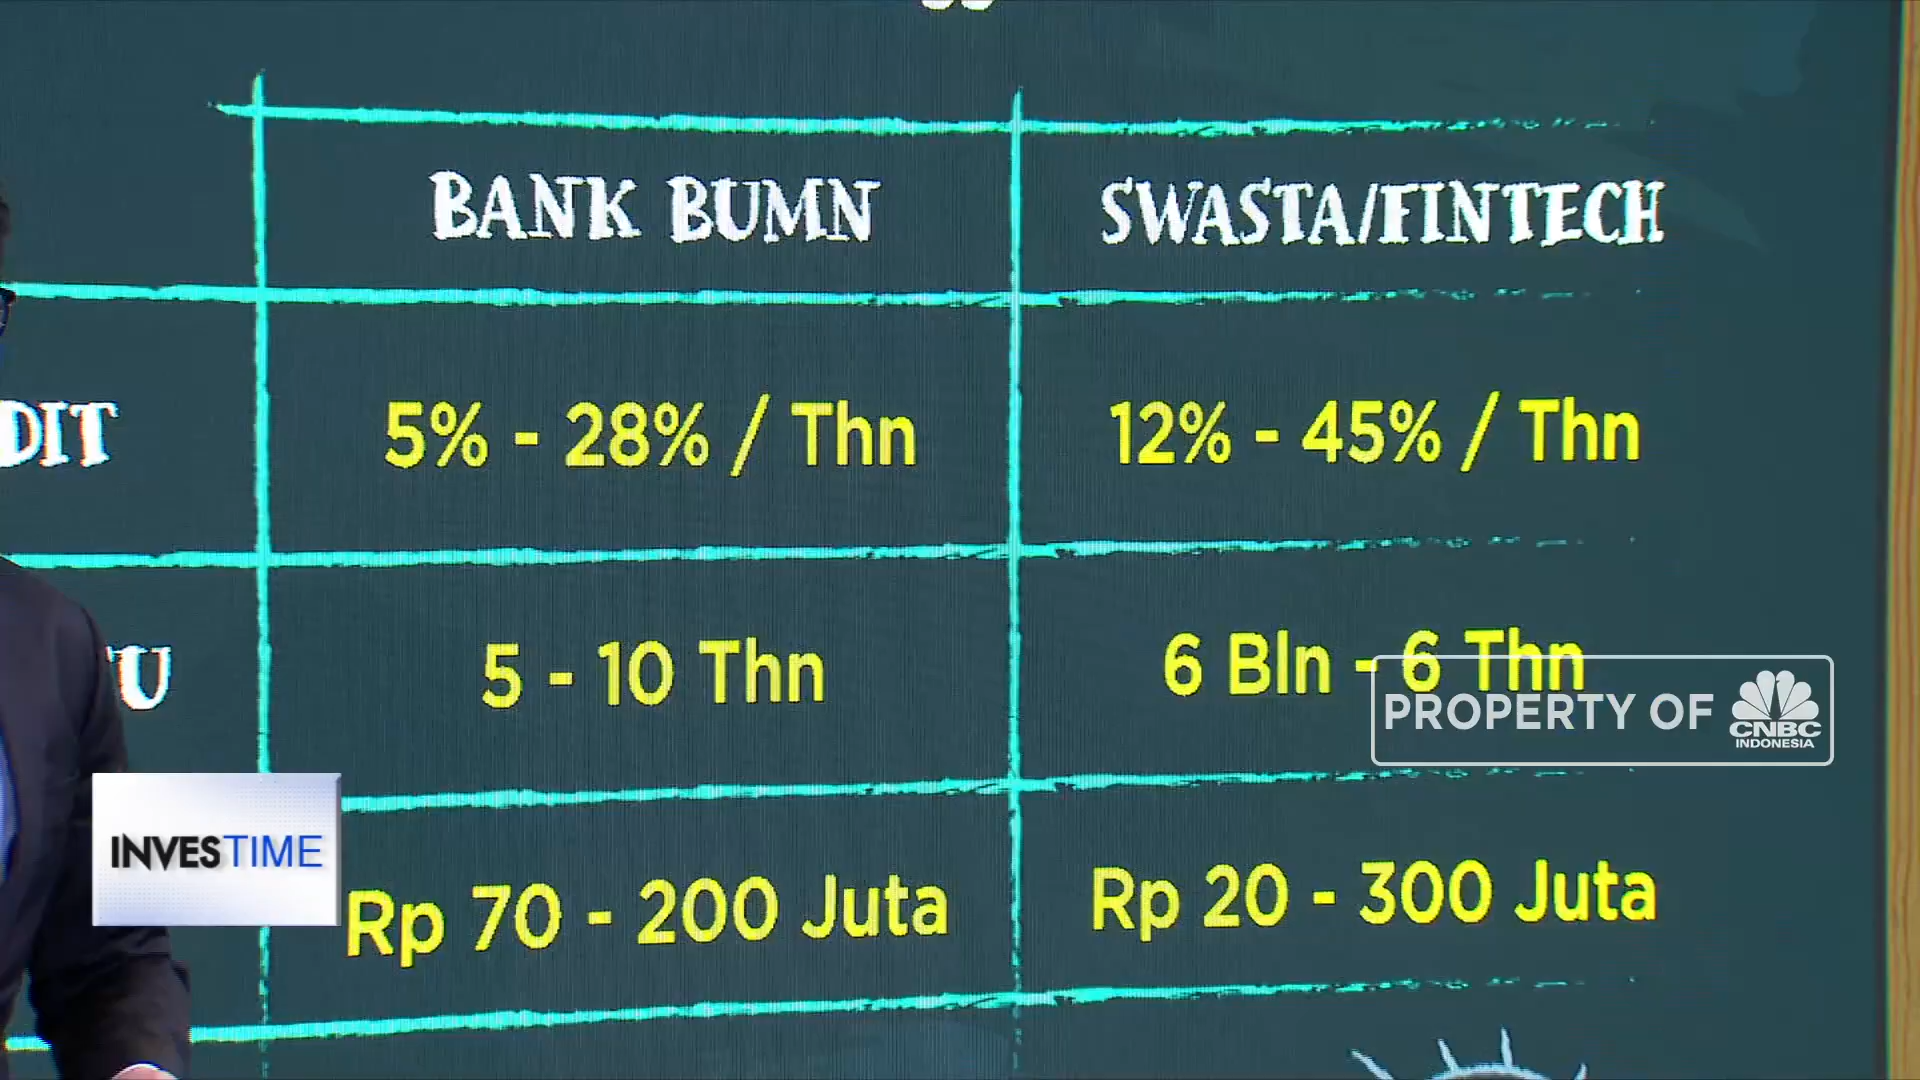 BANK BUMN SWASTA/FINTECH
DIT 5% - 28% / Thn 12% - 45% / Thn
TU 5 - 10 Thn 6 Bln - 6 Thn
PROPERTY OF CNBC INDONESIA
INVESTIME
Rp 70 - 200 Juta Rp 20 - 300 Juta